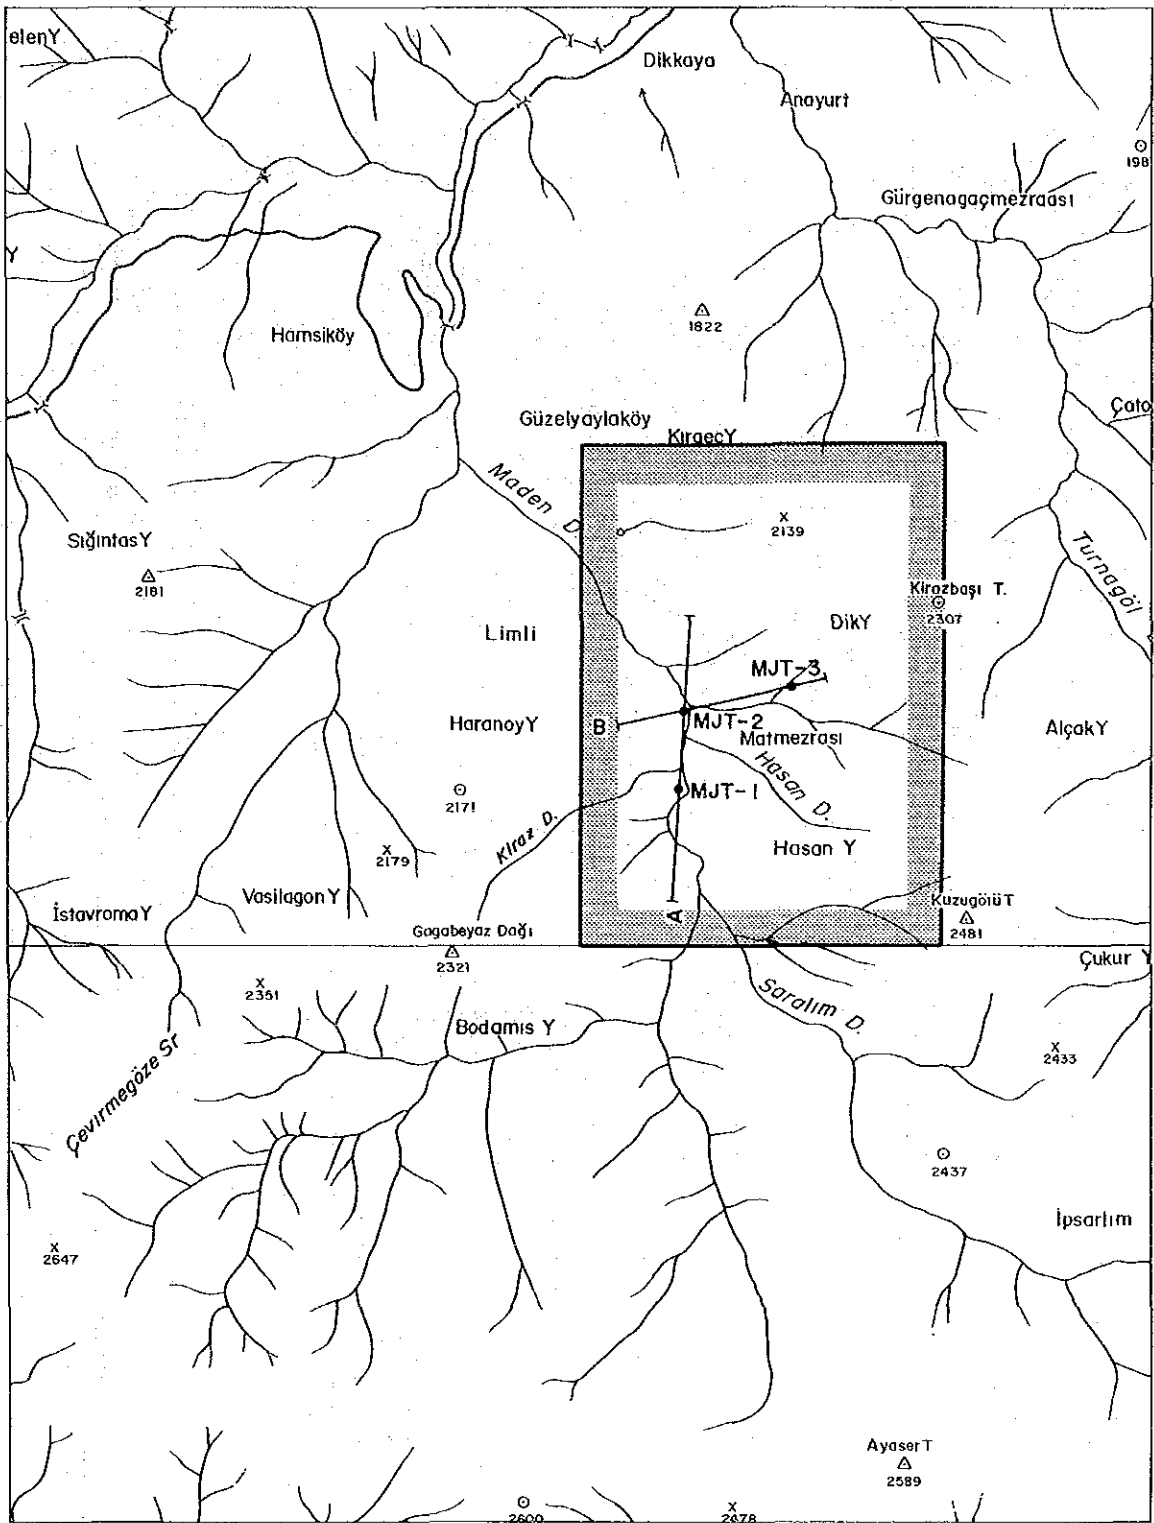 elenY
Dikkaya
Anayurt
198
Gürgenagaçmezraası
Hamsiköy
1822
Çato
Güzelyaylaköy
KıraeçY
Maden D.
2139
SığıntasY
2181
Turnagöl
Kirazbaşı T.
2307
Limli
DikY
MJT-3
HaranoyY
B
MJT-2
Matmezrası
AlçakY
Hasan D.
2171
MJT-1
Kiraz D.
2179
Hasan Y
VasilagonY
İstavromaY
A
KuzugölüT
2481
Gogabeyaz Dağı
2321
Çukur Y
2351
Saralım D.
Bodamıs Y
2433
Çevirmegöze Sr
2437
İpsarlım
2647
AyaserT
2589
2600
2478